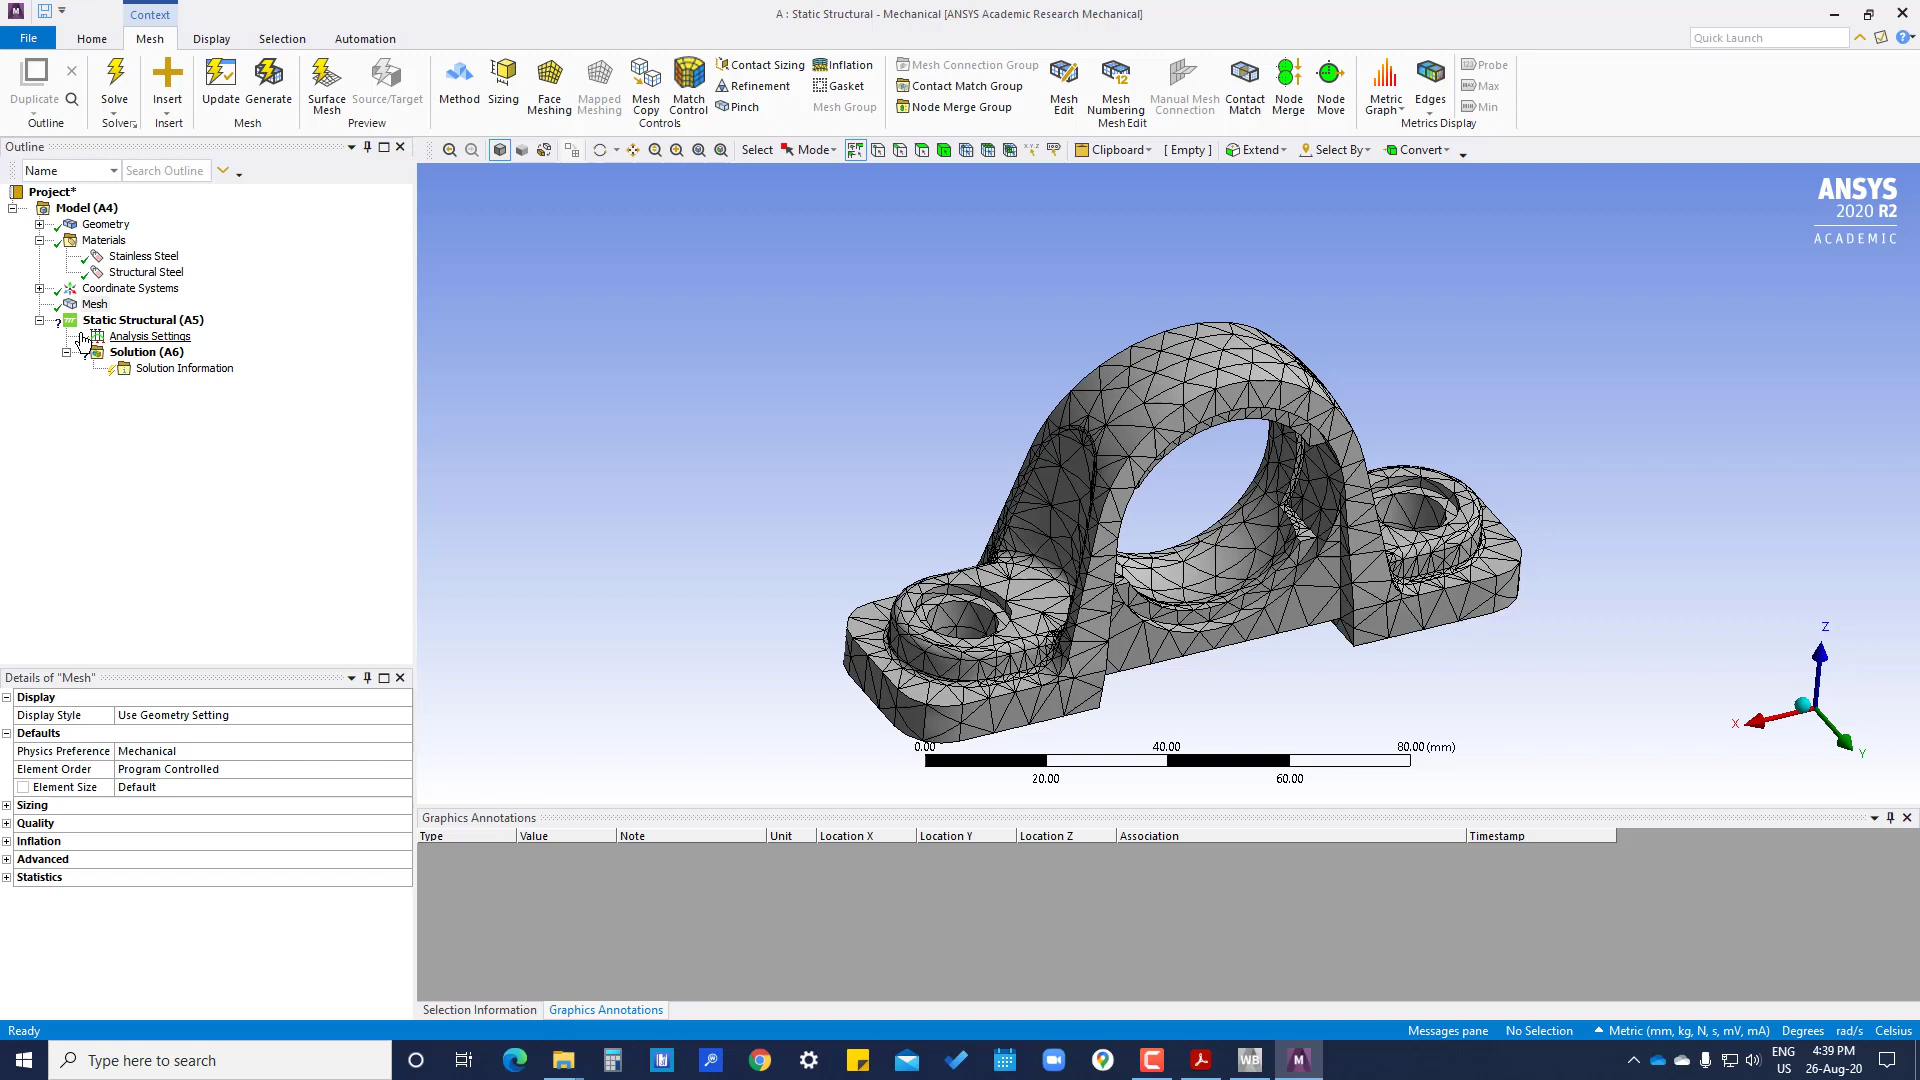 Context
A : Static Structural - Mechanical [ANSYS Academic Research Mechanical]
File Home Mesh Display Selection Automation
Quick Launch
Duplicate Solve Insert Update Generate Surface Mesh Source/Target Method Sizing Face Meshing Mapped Meshing Mesh Copy Match Control
Contact Sizing Inflation
Refinement Gasket
Pinch Mesh Group
Mesh Connection Group
Contact Match Group
Node Merge Group
Mesh Edit Mesh Numbering Manual Mesh Connection Contact Match Node Merge Node Move Metric Graph Edges
Probe
Max
Min
Outline Solver Insert Mesh Preview Controls Mesh Edit Metrics Display
Outline
Select Mode Clipboard [ Empty ] Extend Select By Convert
Name Search Outline
Project*
Model (A4)
Geometry
Materials
Stainless Steel
Structural Steel
Coordinate Systems
Mesh
Static Structural (A5)
Analysis Settings
Solution (A6)
Solution Information
ANSYS
2020 R2
ACADEMIC
Z
X
Y
0.00 40.00 80.00 (mm)
20.00 60.00
Details of "Mesh"
Display
Display Style Use Geometry Setting
Defaults
Physics Preference Mechanical
Element Order Program Controlled
Element Size Default
Sizing
Quality
Inflation
Advanced
Statistics
Graphics Annotations
Type Value Note Unit Location X Location Y Location Z Association Timestamp
Selection Information Graphics Annotations
Ready
Messages pane No Selection Metric (mm, kg, N, s, mV, mA) Degrees rad/s Celsius
Type here to search
WB
M
ENG
US
4:39 PM
26-Aug-20